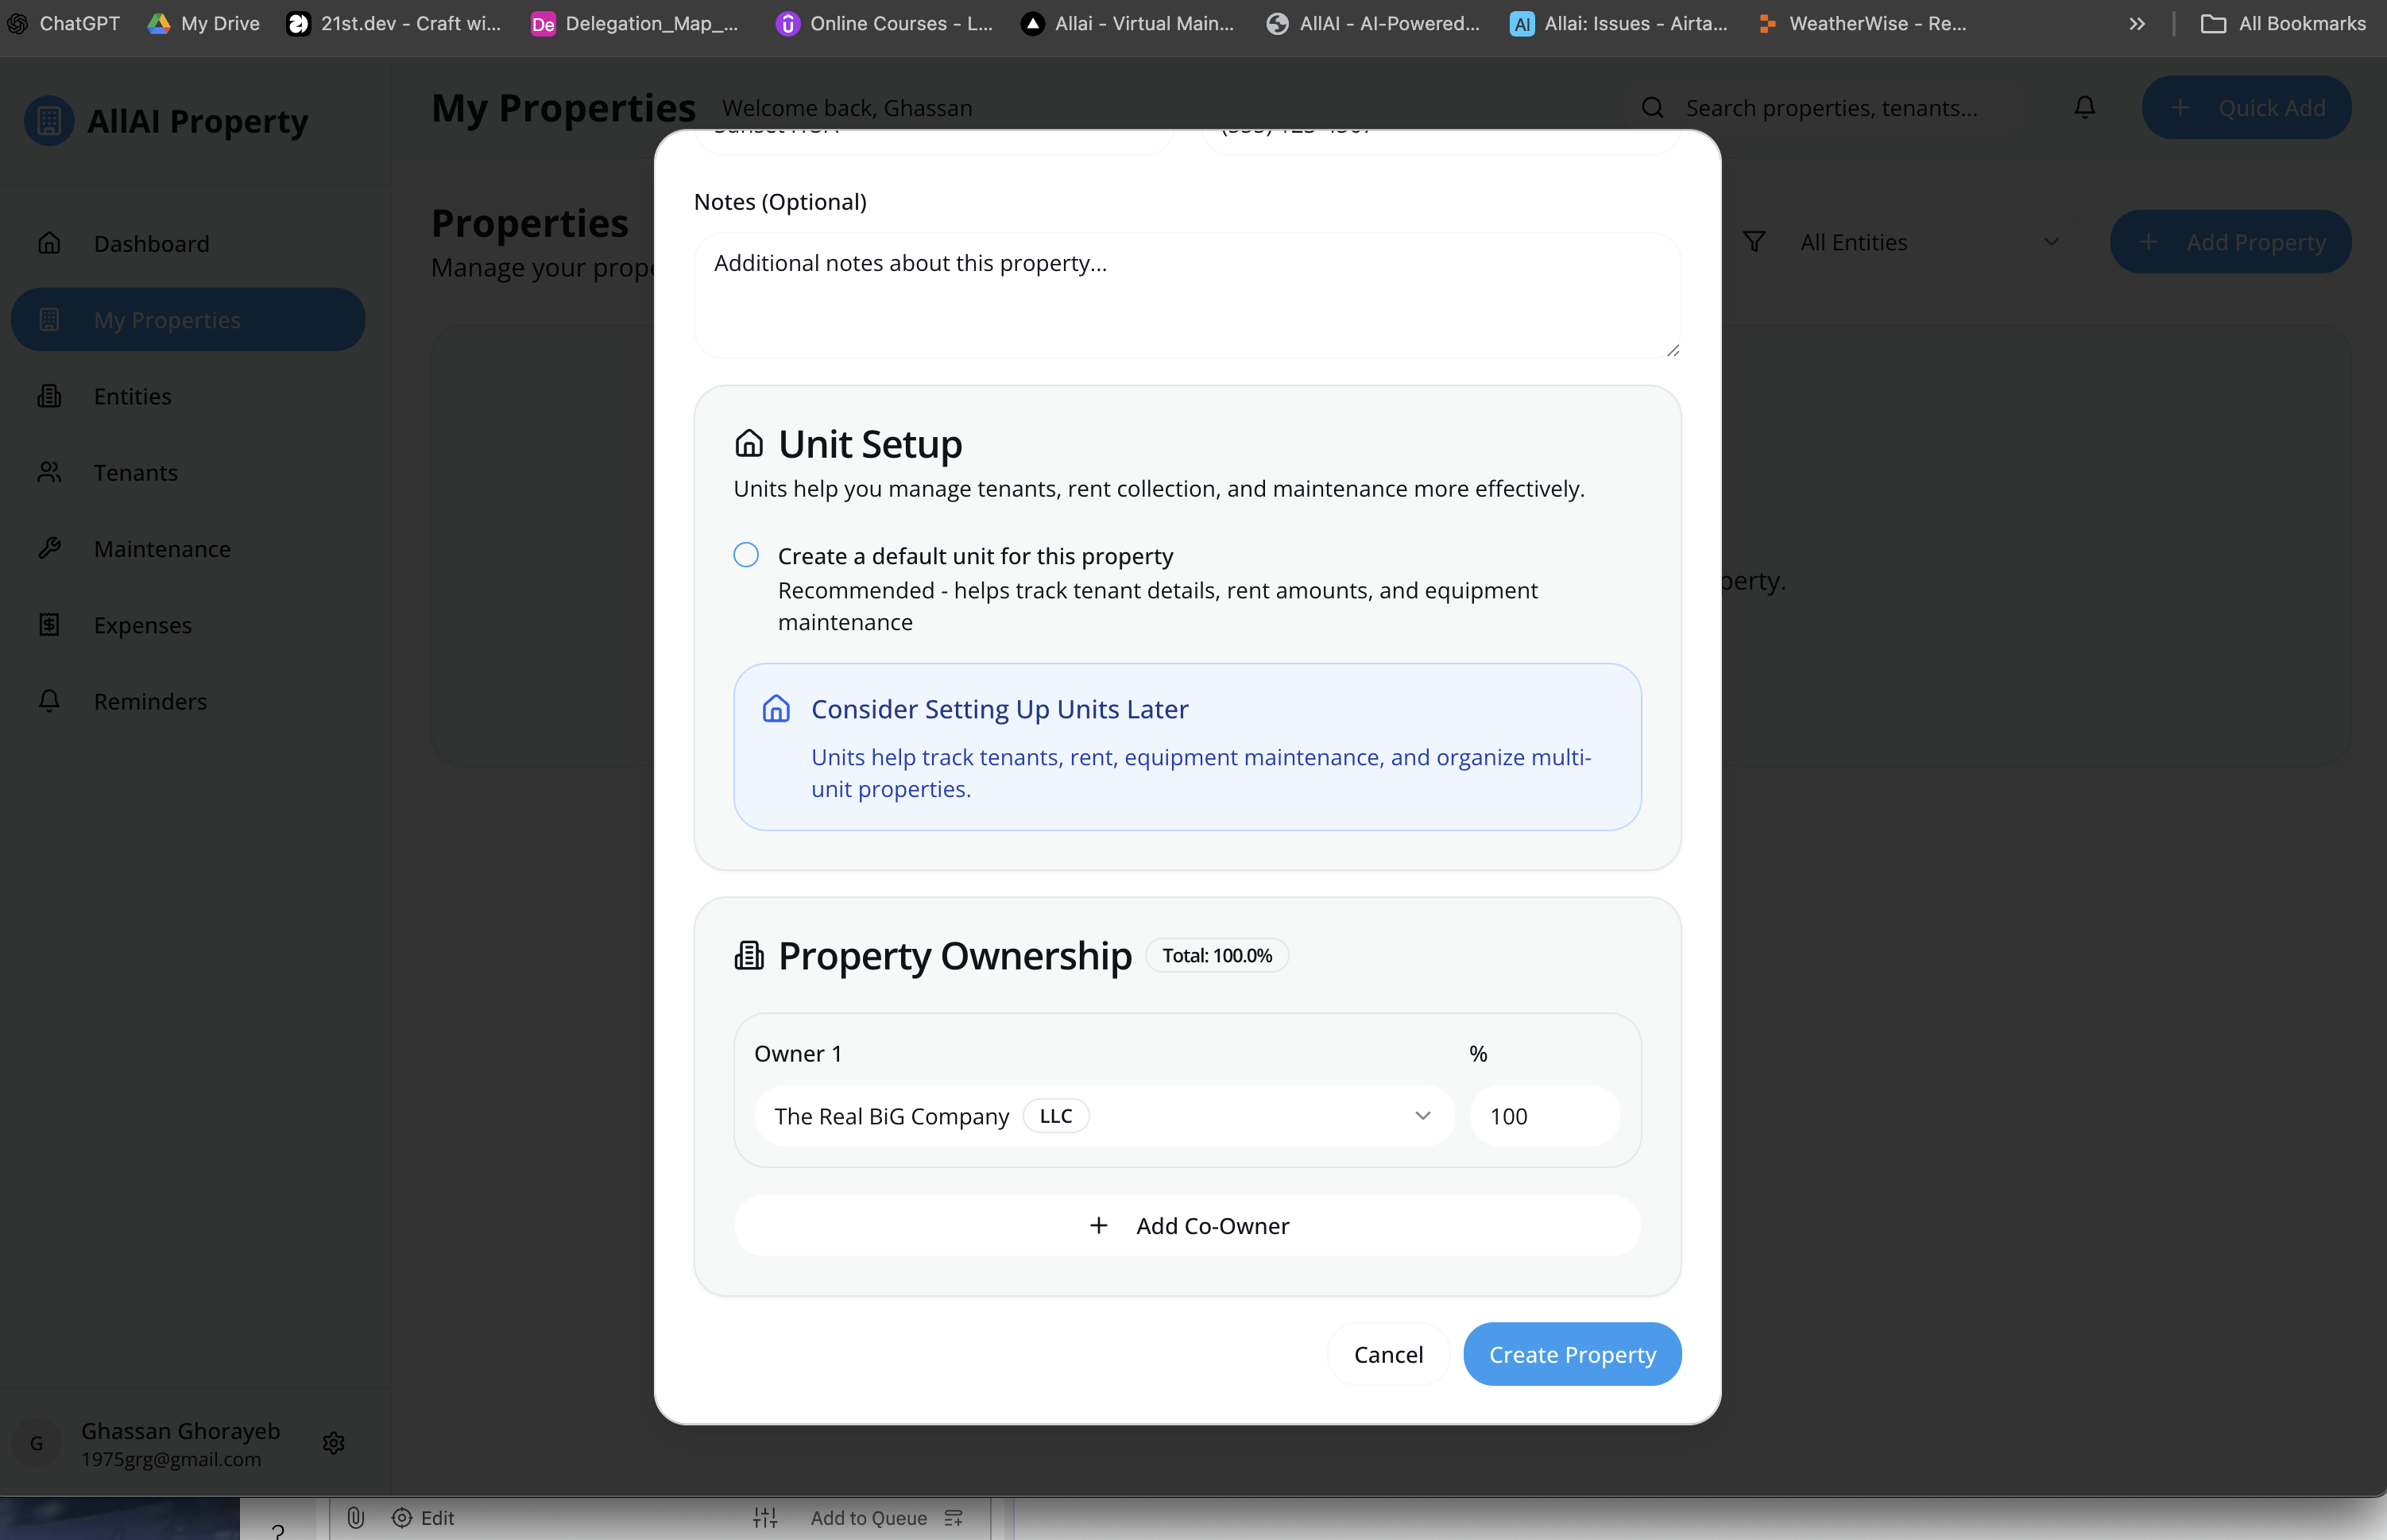 ChatGPT
My Drive
21st.dev - Craft wi...
Delegation_Map_...
Online Courses - L...
Allai - Virtual Main...
AllAI - AI-Powered...
Allai: Issues - Airta...
WeatherWise - Re...
All Bookmarks
AllAI Property
My Properties
Welcome back, Ghassan
Search properties, tenants...
+ Quick Add
Dashboard
My Properties
Entities
Tenants
Maintenance
Expenses
Reminders
Properties
Manage your prope
All Entities
+ Add Property
perty.
Sunset HOA
(555) 123-4567
Notes (Optional)
Additional notes about this property...
Unit Setup
Units help you manage tenants, rent collection, and maintenance more effectively.
Create a default unit for this property
Recommended - helps track tenant details, rent amounts, and equipment
maintenance
Consider Setting Up Units Later
Units help track tenants, rent, equipment maintenance, and organize multi-
unit properties.
Property Ownership
Total: 100.0%
Owner 1
%
The Real BiG Company
LLC
100
+ Add Co-Owner
Cancel
Create Property
G
Ghassan Ghorayeb
1975grg@gmail.com
?
Edit
Add to Queue